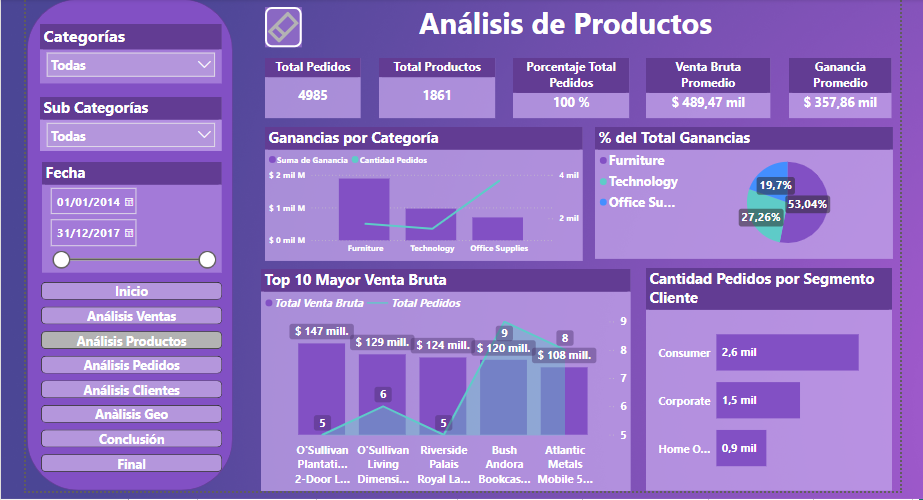 Categorías
Todas
Sub Categorías
Todas
Fecha
01/01/2014
31/12/2017
Inicio
Análisis Ventas
Análisis Productos
Análisis Pedidos
Análisis Clientes
Anàlisis Geo
Conclusión
Final
Análisis de Productos
Total Pedidos
4985
Total Productos
1861
Porcentaje Total
Pedidos
100 %
Venta Bruta
Promedio
$ 489,47 mil
Ganancia
Promedio
$ 357,86 mil
Ganancias por Categoría
Suma de Ganancia Cantidad Pedidos
$ 2 mil M
$ 1 mil M
$ 0 mil M
4 mil
2 mil
Furniture Technology Office Supplies
% del Total Ganancias
Furniture
Technology
Office Su...
19,7%
53,04%
27,26%
Top 10 Mayor Venta Bruta
Total Venta Bruta Total Pedidos
$ 147 mill.
$ 129 mill.
$ 124 mill.
$ 120 mill.
$ 108 mill.
5
6
5
9
8
9
8
7
6
5
O'Sullivan
Plantati...
2-Door L...
O'Sullivan
Living
Dimensi...
Riverside
Palais
Royal La...
Bush
Andora
Bookcas...
Atlantic
Metals
Mobile 5...
Cantidad Pedidos por Segmento
Cliente
Consumer 2,6 mil
Corporate 1,5 mil
Home O... 0,9 mil